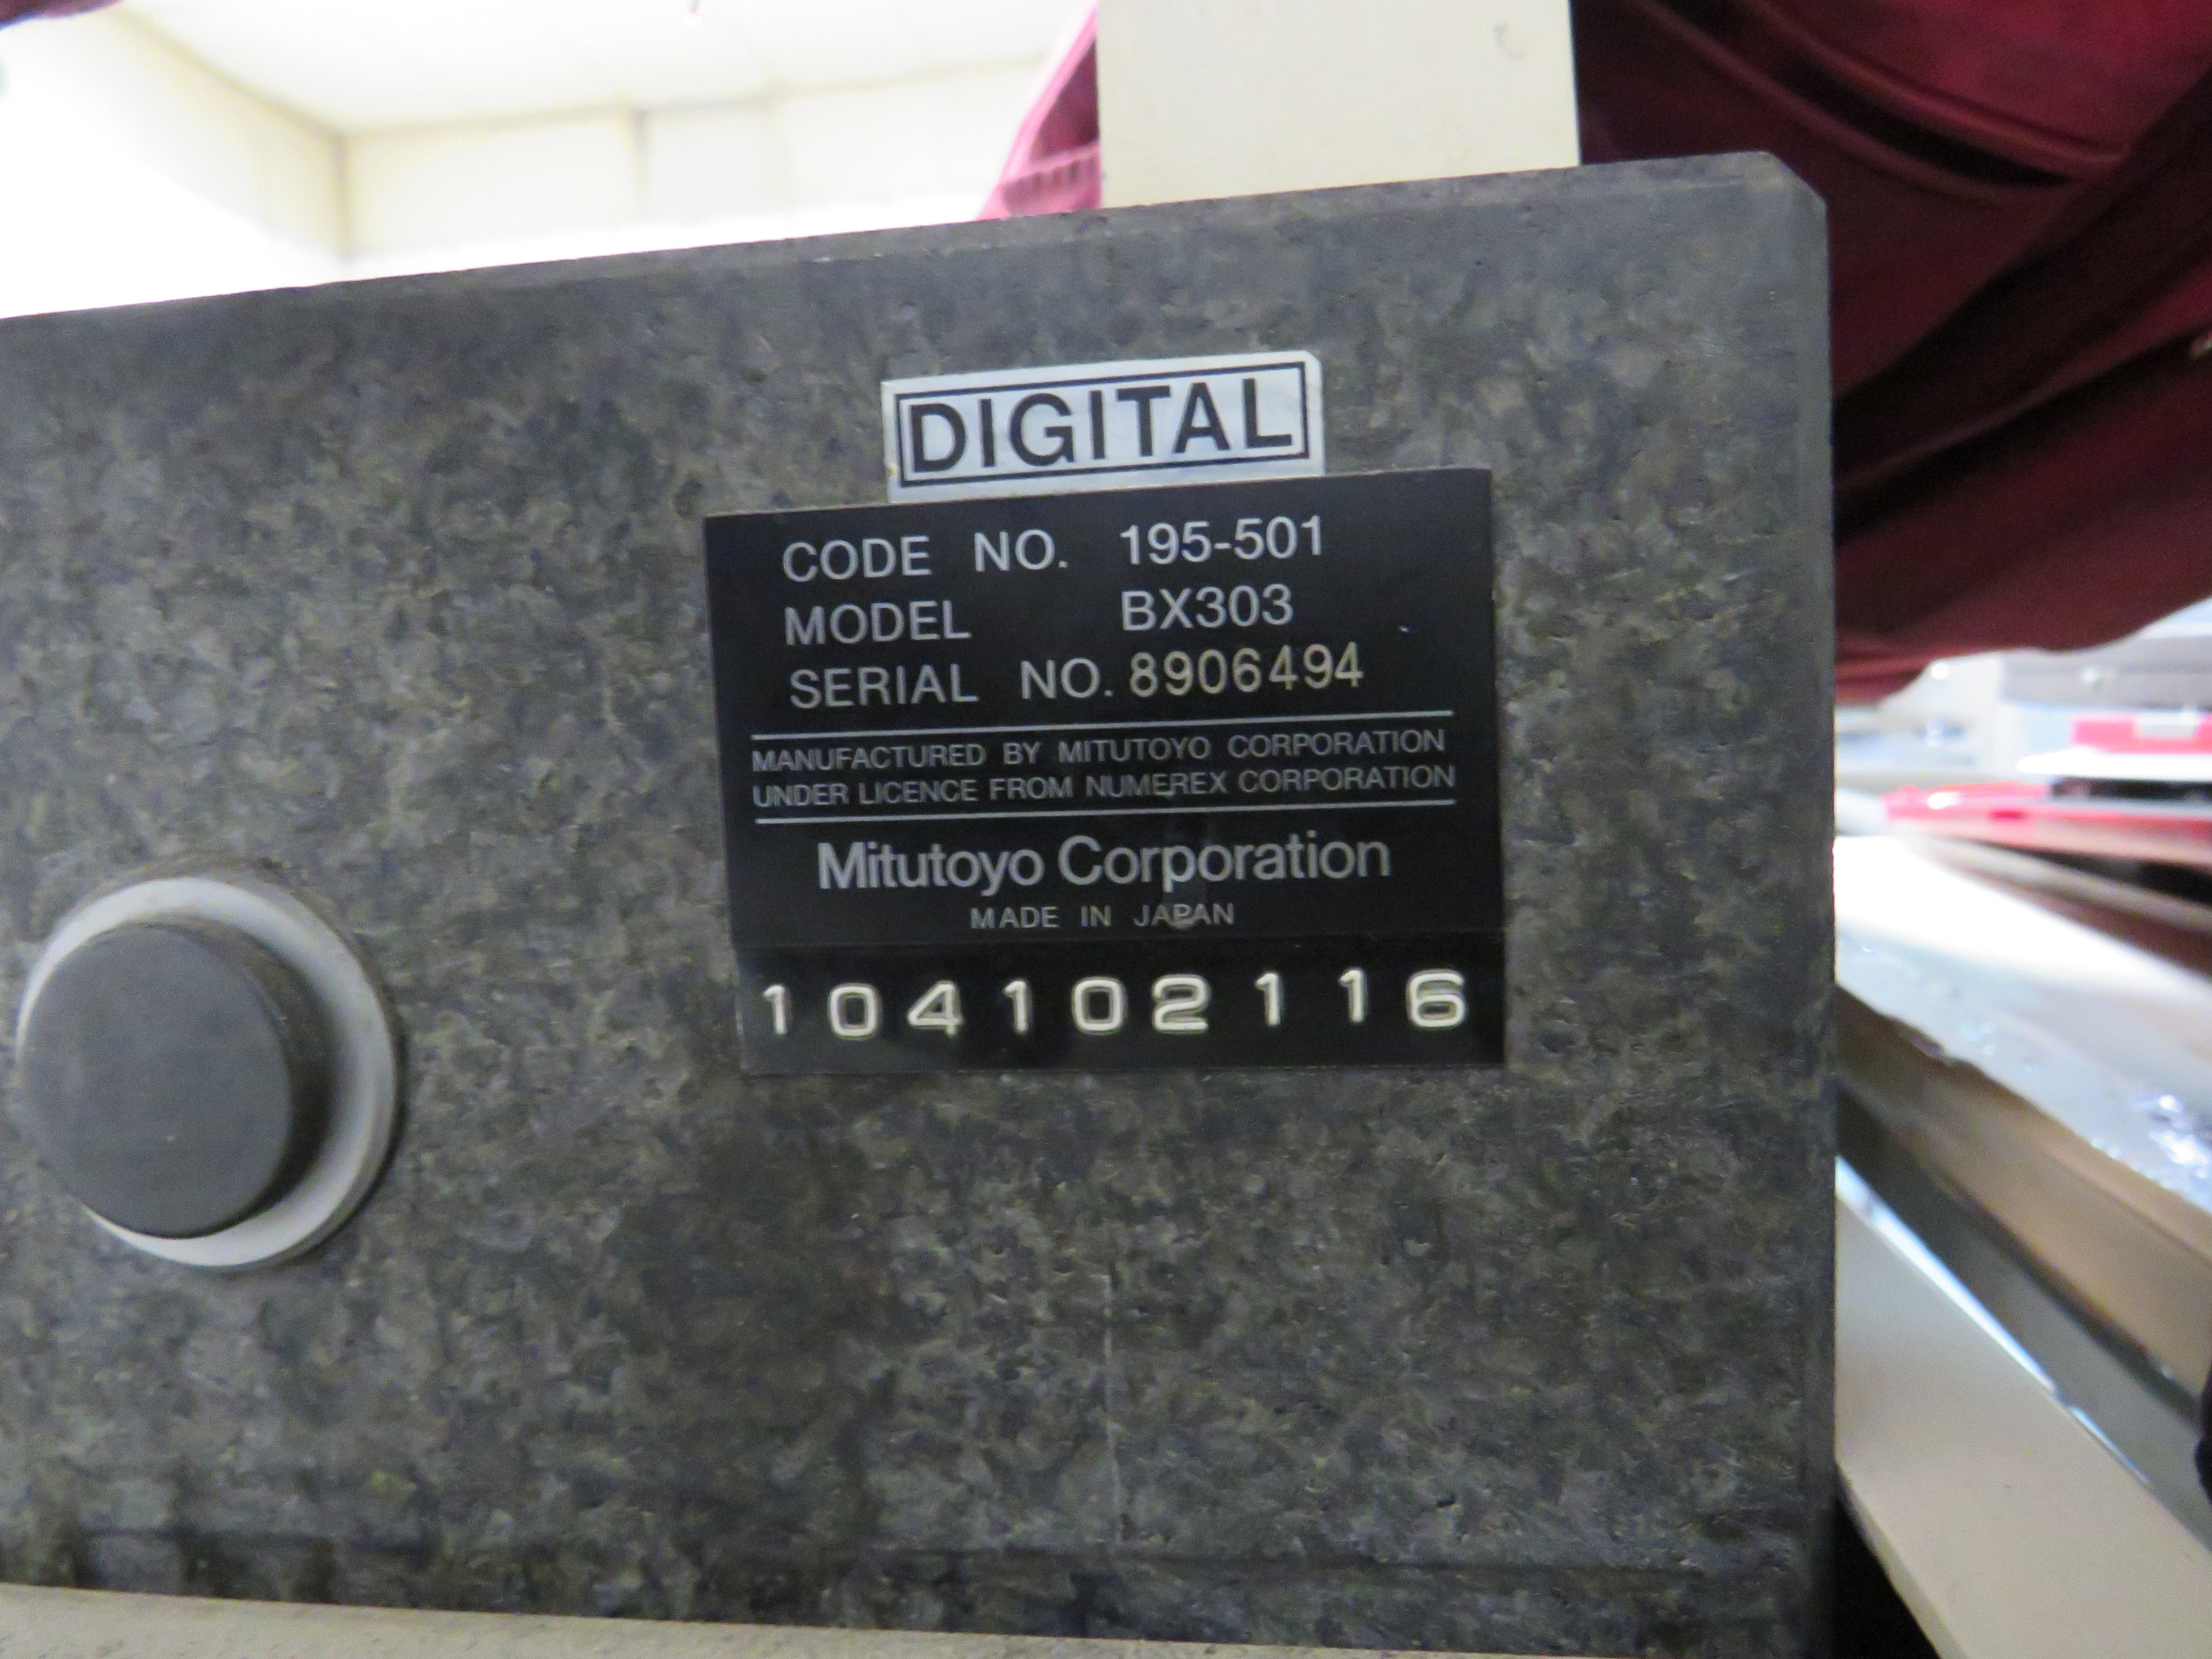 DIGITAL
CODE NO. 195-501
MODEL BX303
SERIAL NO. 8906494
MANUFACTURED BY MITUTOYO CORPORATION
UNDER LICENCE FROM NUMEREX CORPORATION
Mitutoyo Corporation
MADE IN JAPAN
104102116